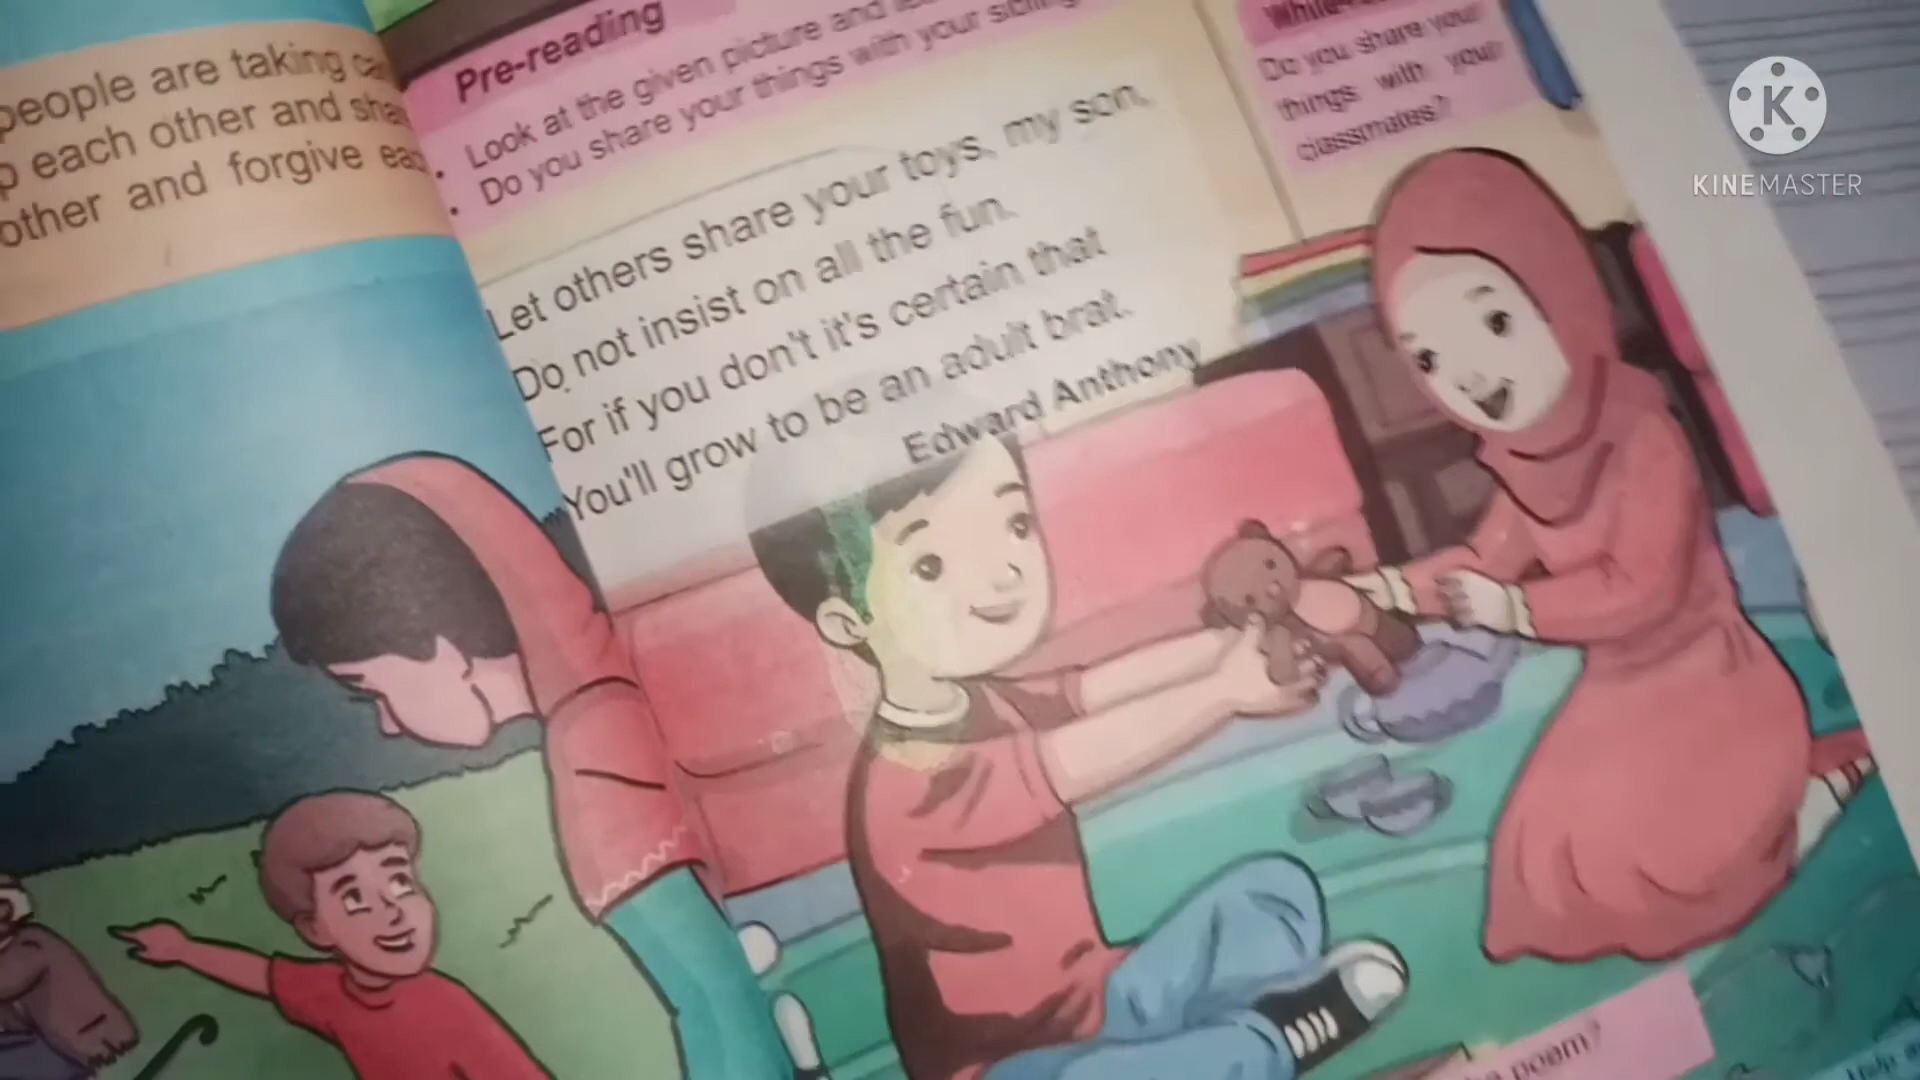 people are taking
each other and
other and forgive
Pre-reading
• Look at the given picture and
• Do you share your things with your
Let others share your toys, my son,
Do not insist on all the fun.
For if you don't it's certain that
You'll grow to be an adult brat.
Edward Anthony
Do you share your
things with your
classmates?
poem?
KINEMASTER